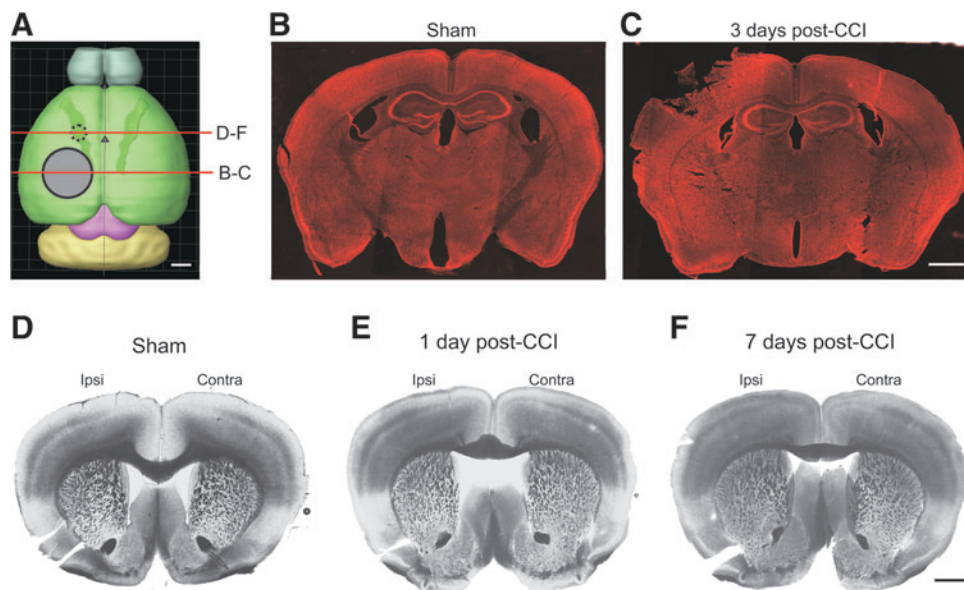 A
D-F
B-C
B
Sham
C
3 days post-CCI
D
Sham
Ipsi
Contra
E
1 day post-CCI
Ipsi
Contra
F
7 days post-CCI
Ipsi
Contra